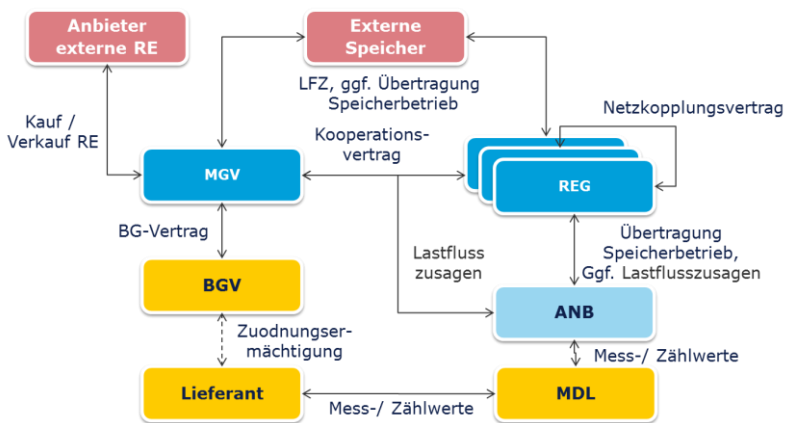 Anbieter
externe RE
Externe
Speicher
LFZ, ggf. Übertragung
Speicherbetrieb
Netzkopplungsvertrag
Kauf /
Verkauf RE
Kooperations-
vertrag
MGV
REG
BG-Vertrag
Lastfluss
zusagen
Übertragung
Speicherbetrieb,
Ggf. Lastflusszusagen
BGV
ANB
Zuodnungser-
mächtigung
Mess-/ Zählwerte
Lieferant
Mess-/ Zählwerte
MDL